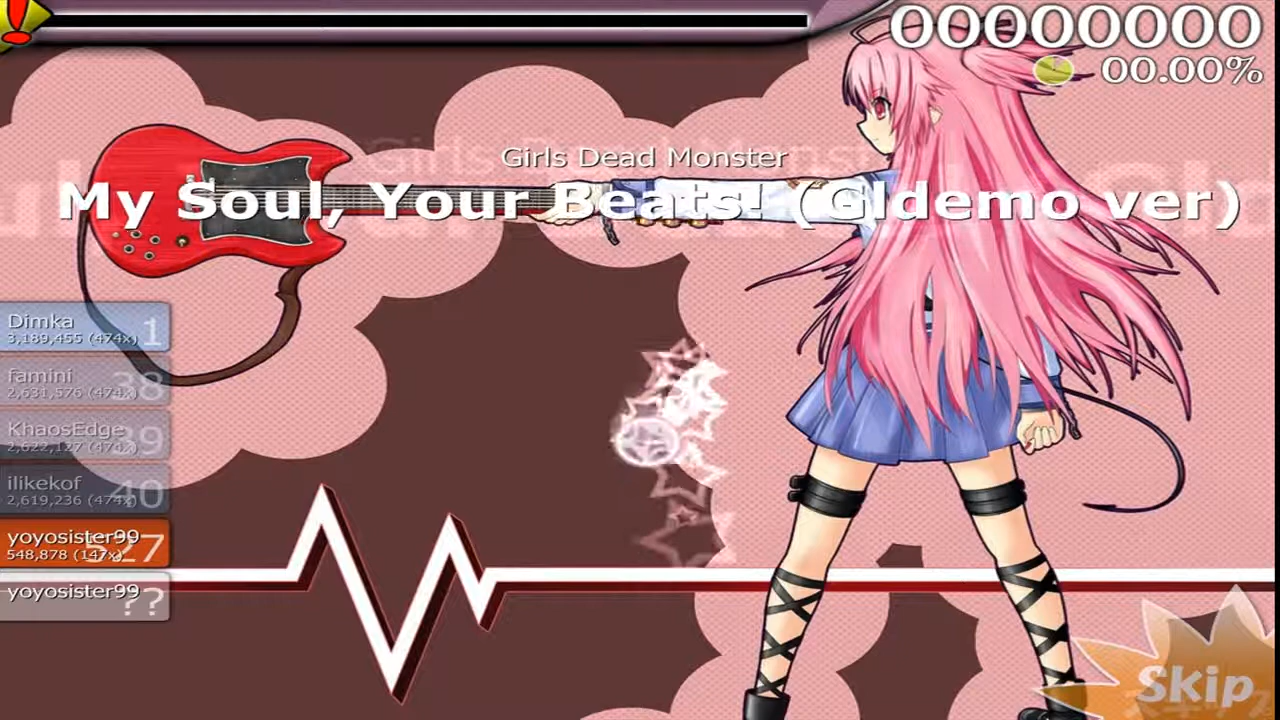 00000000
00.00%
Girls Dead Monster
My Soul, Your Beats! (Gldemo ver)
Dimka
3,189,455 (474x) 1
famini
2,631,576 (474x) 38
KhaosEdge
2,622,127 (474x) 39
ilikekof
2,619,236 (474x) 40
yoyosister99
548,878 (147x) 527
yoyosister99
??
Skip